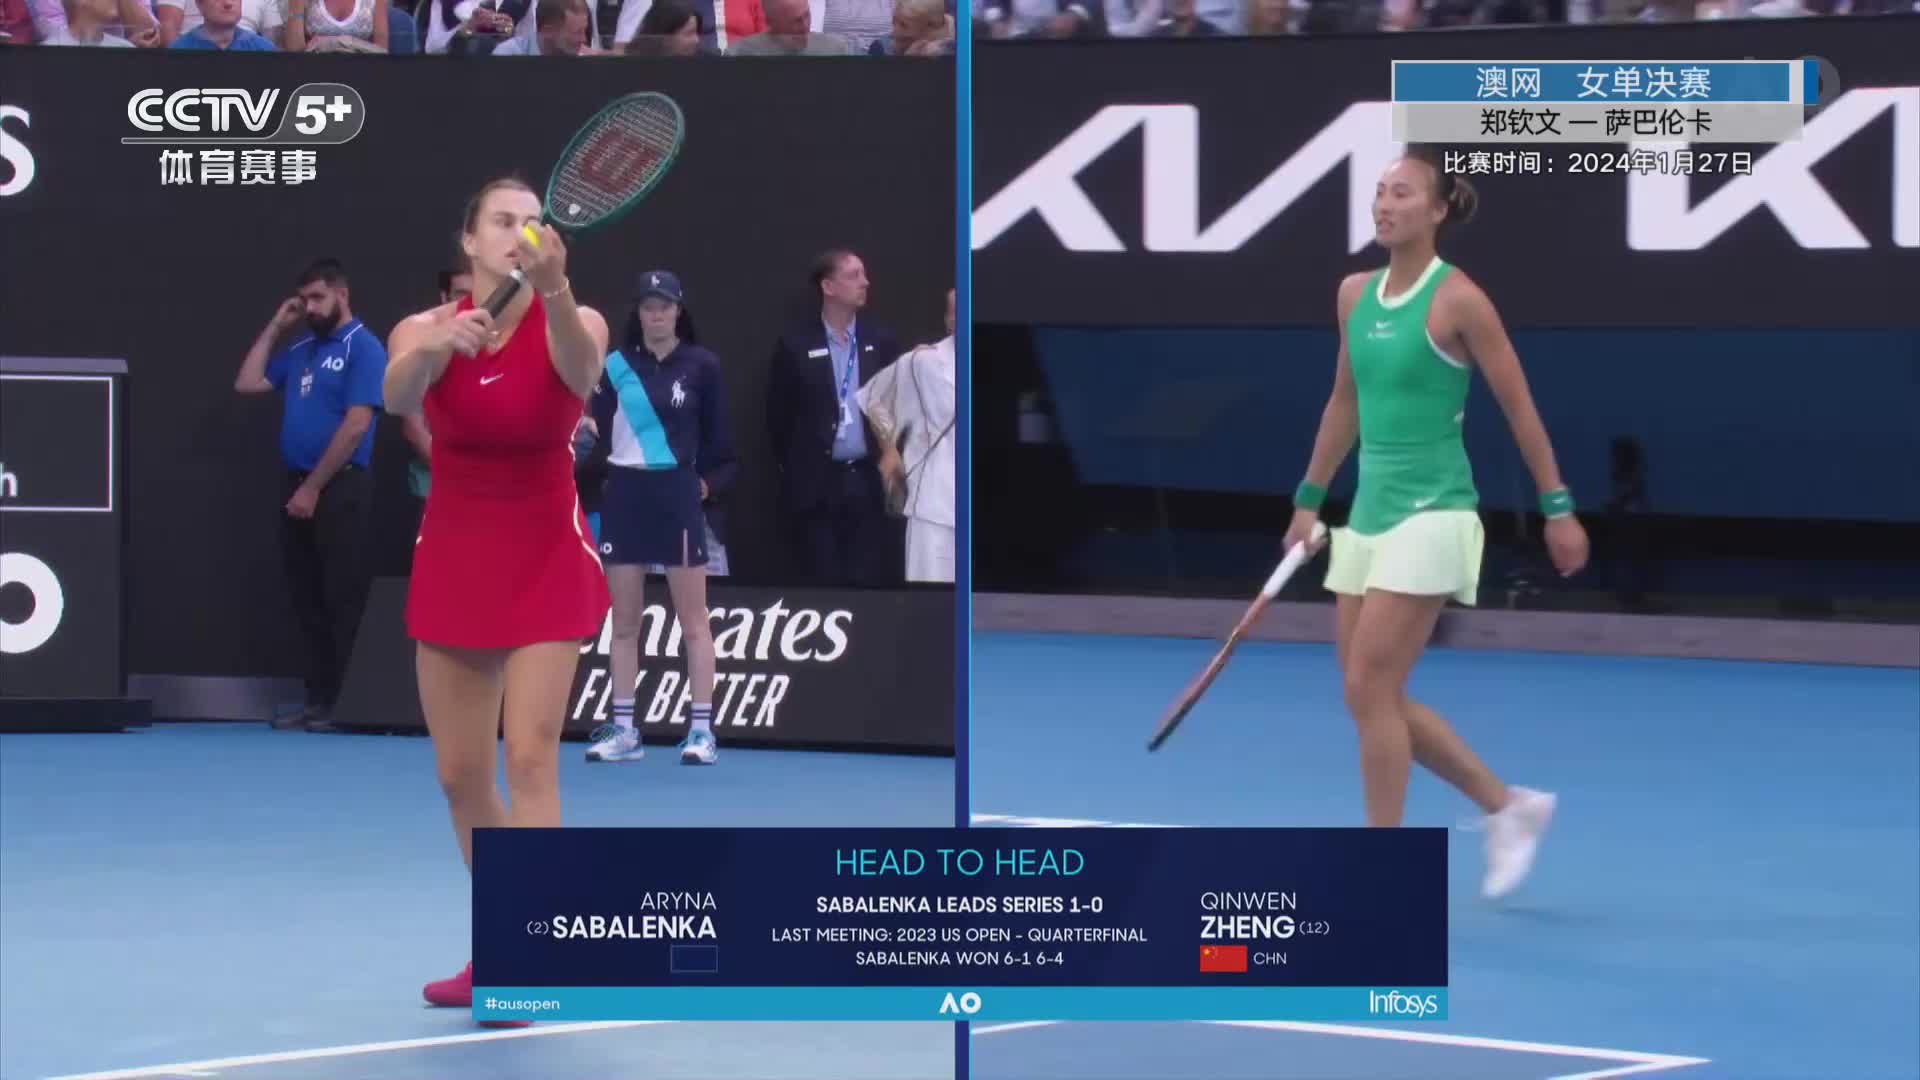 CCTV 5+
体育赛事
澳网 女单决赛
郑钦文 — 萨巴伦卡
比赛时间：2024年1月27日
KIA
S
h
AO
Emirates
FLY BETTER
HEAD TO HEAD
ARYNA
(2) SABALENKA
SABALENKA LEADS SERIES 1-0
LAST MEETING: 2023 US OPEN - QUARTERFINAL
SABALENKA WON 6-1 6-4
QINWEN
ZHENG (12)
CHN
#ausopen
AO
Infosys